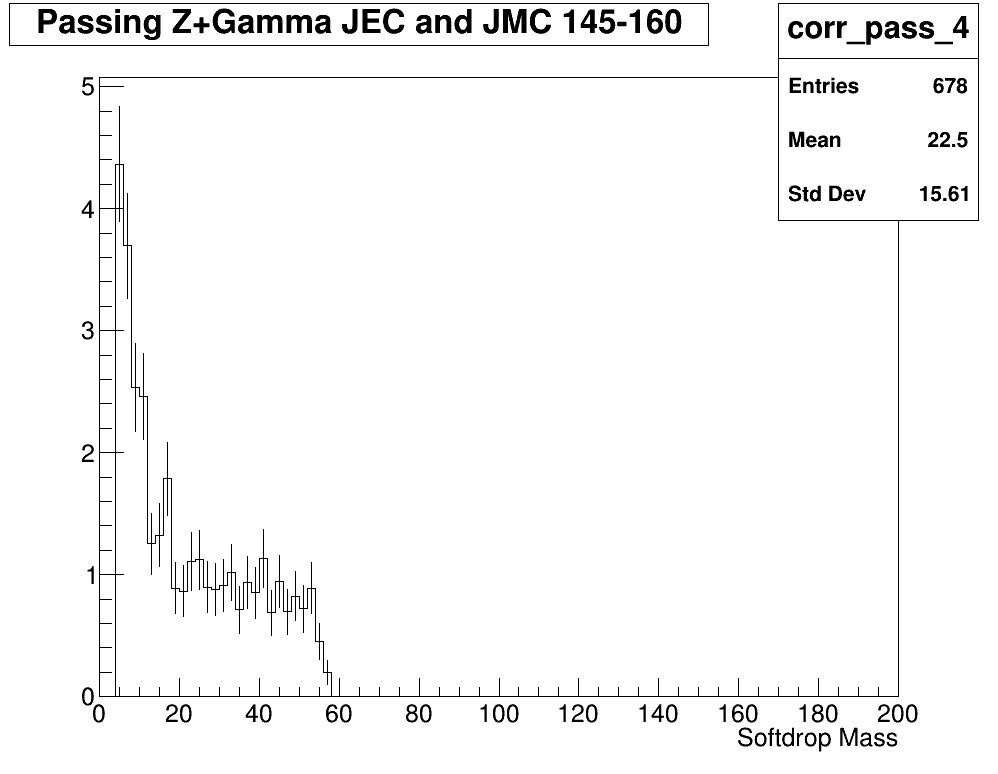 Passing Z+Gamma JEC and JMC 145-160
corr_pass_4
Entries 678
Mean 22.5
Std Dev 15.61
5
4
3
2
1
0
0 20 40 60 80 100 120 140 160 180 200
Softdrop Mass